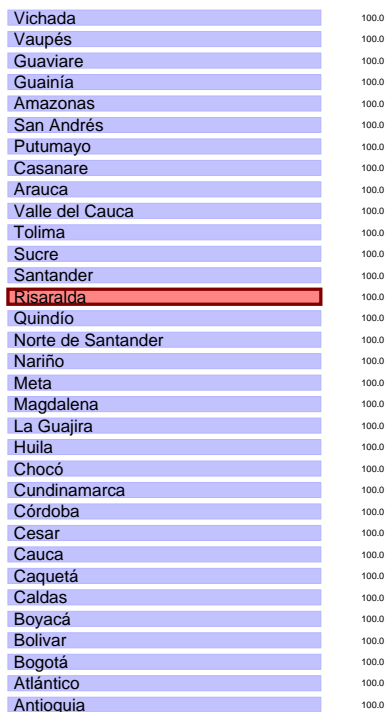 Vichada 100.0
Vaupés 100.0
Guaviare 100.0
Guainía 100.0
Amazonas 100.0
San Andrés 100.0
Putumayo 100.0
Casanare 100.0
Arauca 100.0
Valle del Cauca 100.0
Tolima 100.0
Sucre 100.0
Santander 100.0
Risaralda 100.0
Quindío 100.0
Norte de Santander 100.0
Nariño 100.0
Meta 100.0
Magdalena 100.0
La Guajira 100.0
Huila 100.0
Chocó 100.0
Cundinamarca 100.0
Córdoba 100.0
Cesar 100.0
Cauca 100.0
Caquetá 100.0
Caldas 100.0
Boyacá 100.0
Bolivar 100.0
Bogotá 100.0
Atlántico 100.0
Antioquia 100.0